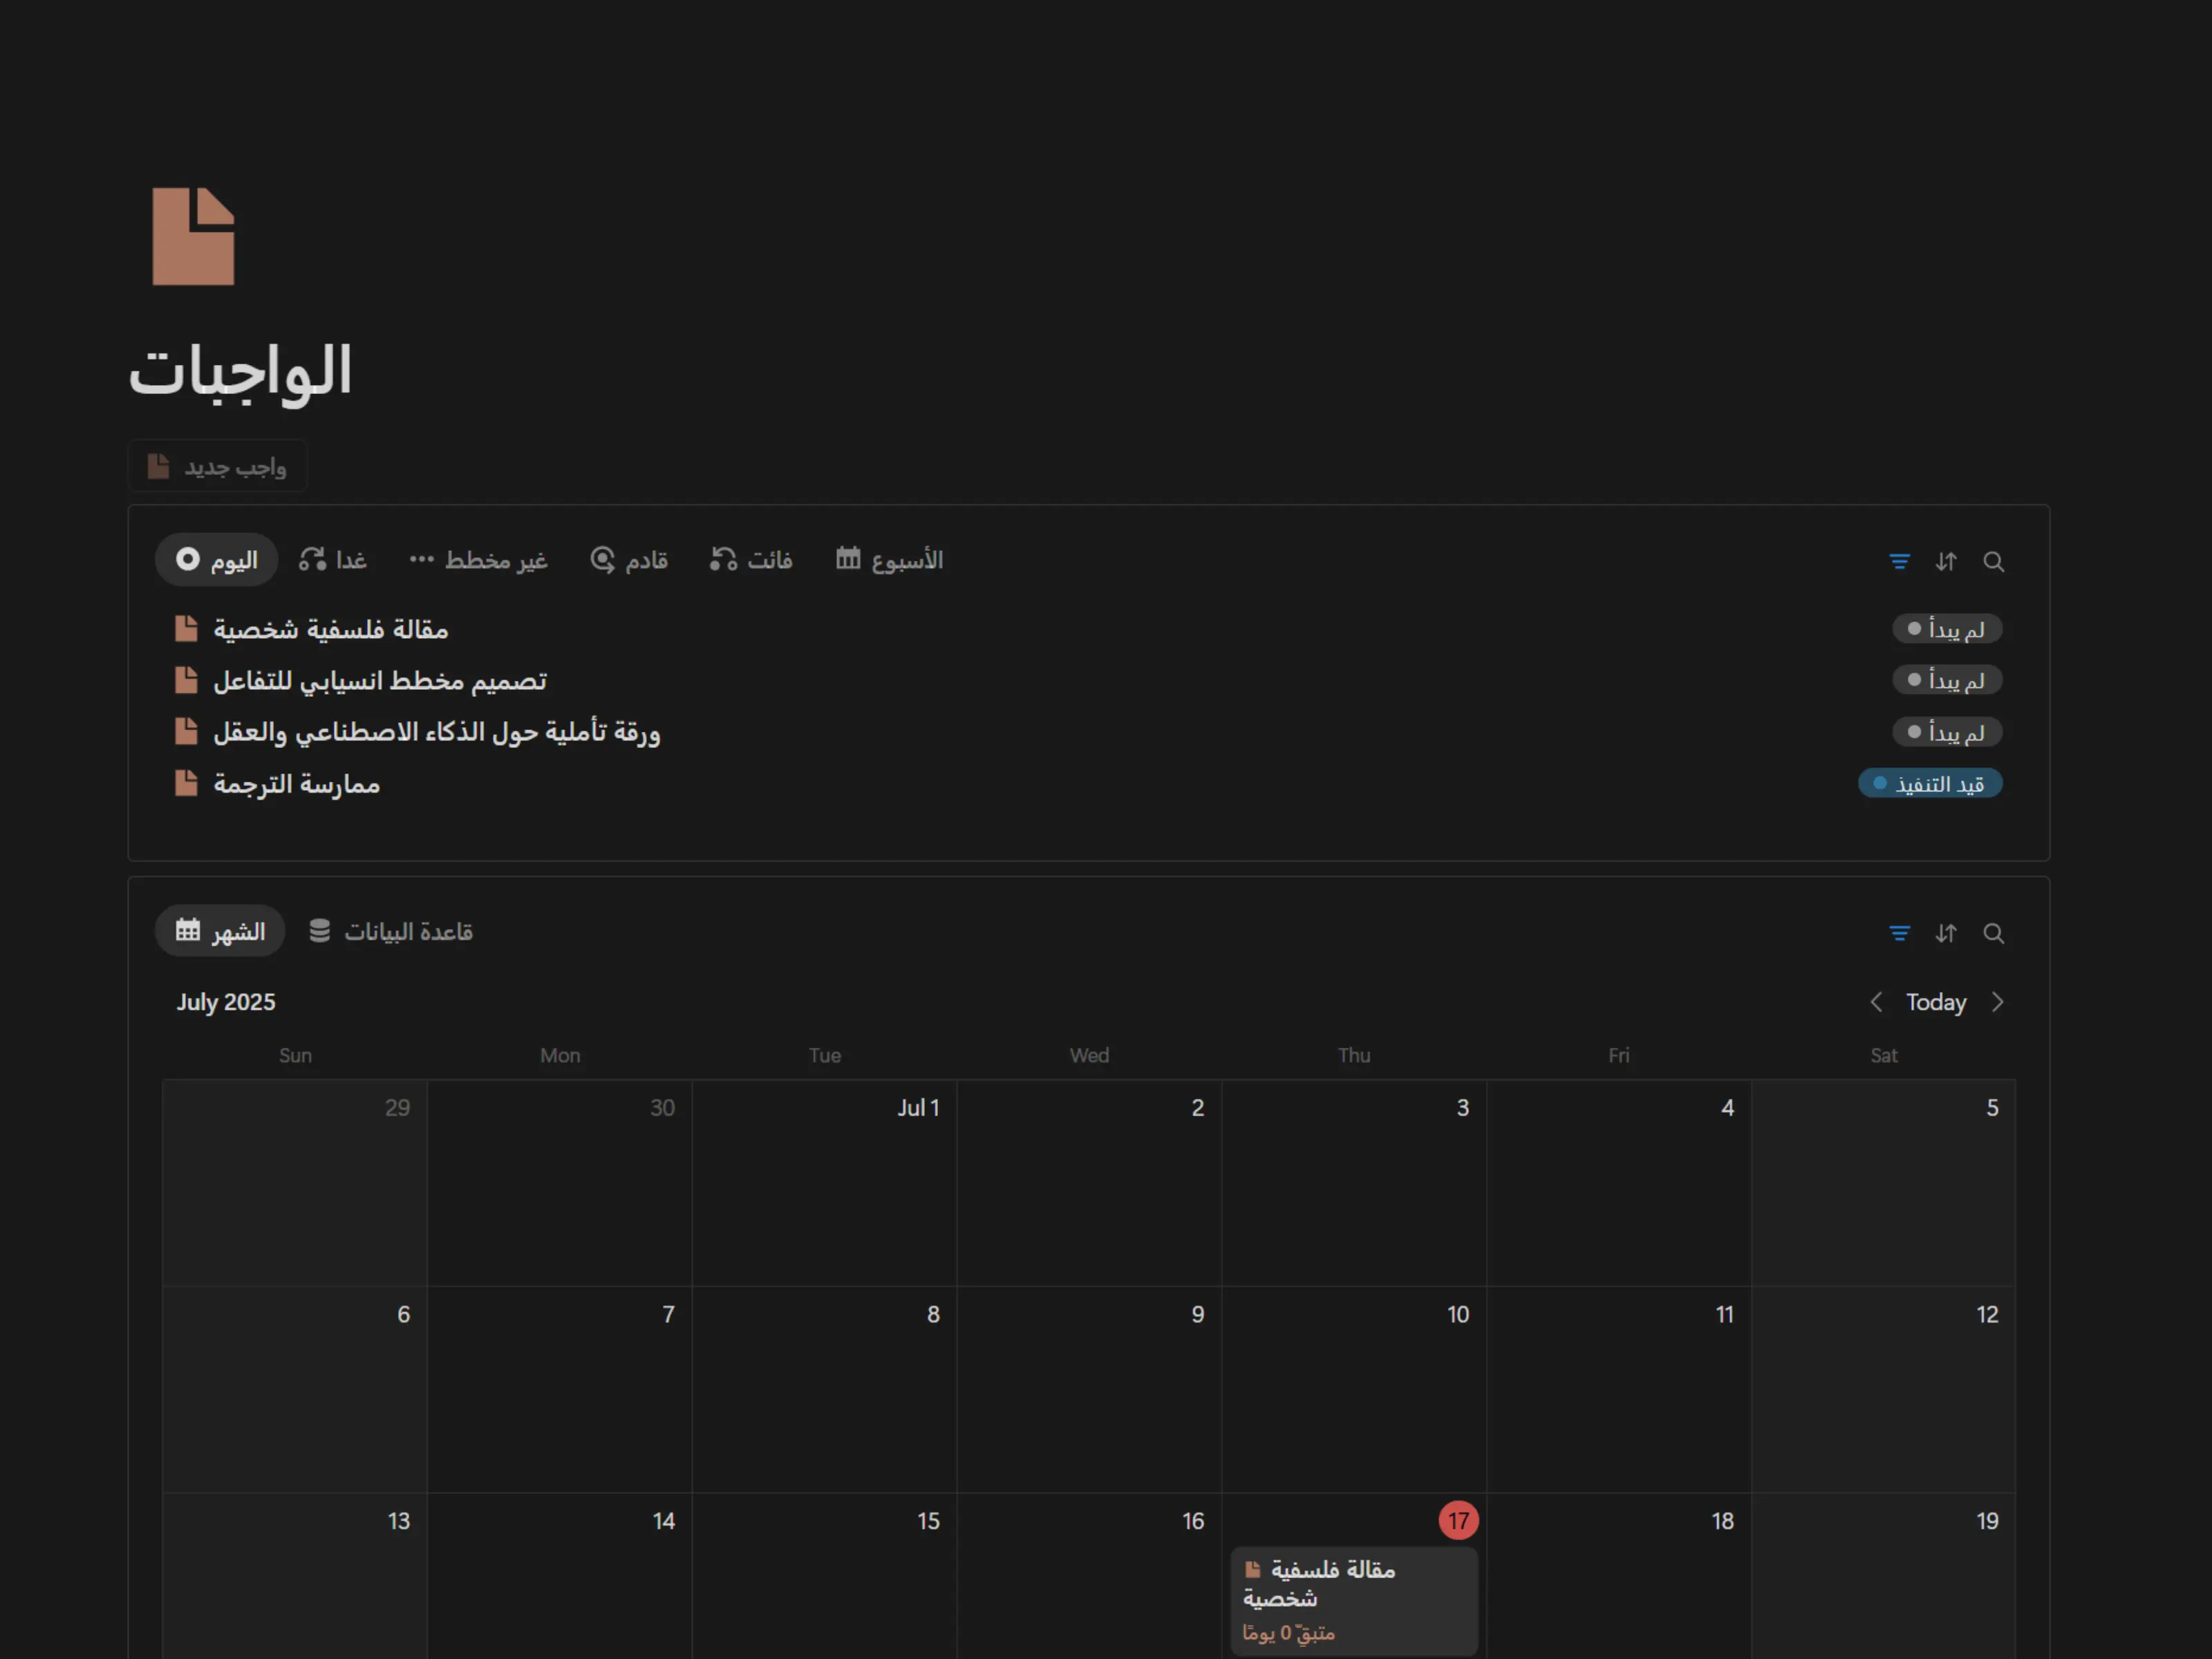 الواجبات
واجب جديد
اليوم غدا غير مخطط قادم فائت الأسبوع
مقالة فلسفية شخصية لم يبدأ
تصميم مخطط انسيابي للتفاعل لم يبدأ
ورقة تأملية حول الذكاء الاصطناعي والعقل لم يبدأ
ممارسة الترجمة قيد التنفيذ
الشهر قاعدة البيانات
July 2025 Today
Sun Mon Tue Wed Thu Fri Sat
29 30 Jul 1 2 3 4 5
6 7 8 9 10 11 12
13 14 15 16 17 18 19
مقالة فلسفية
شخصية
متبقّ 0 يومًا